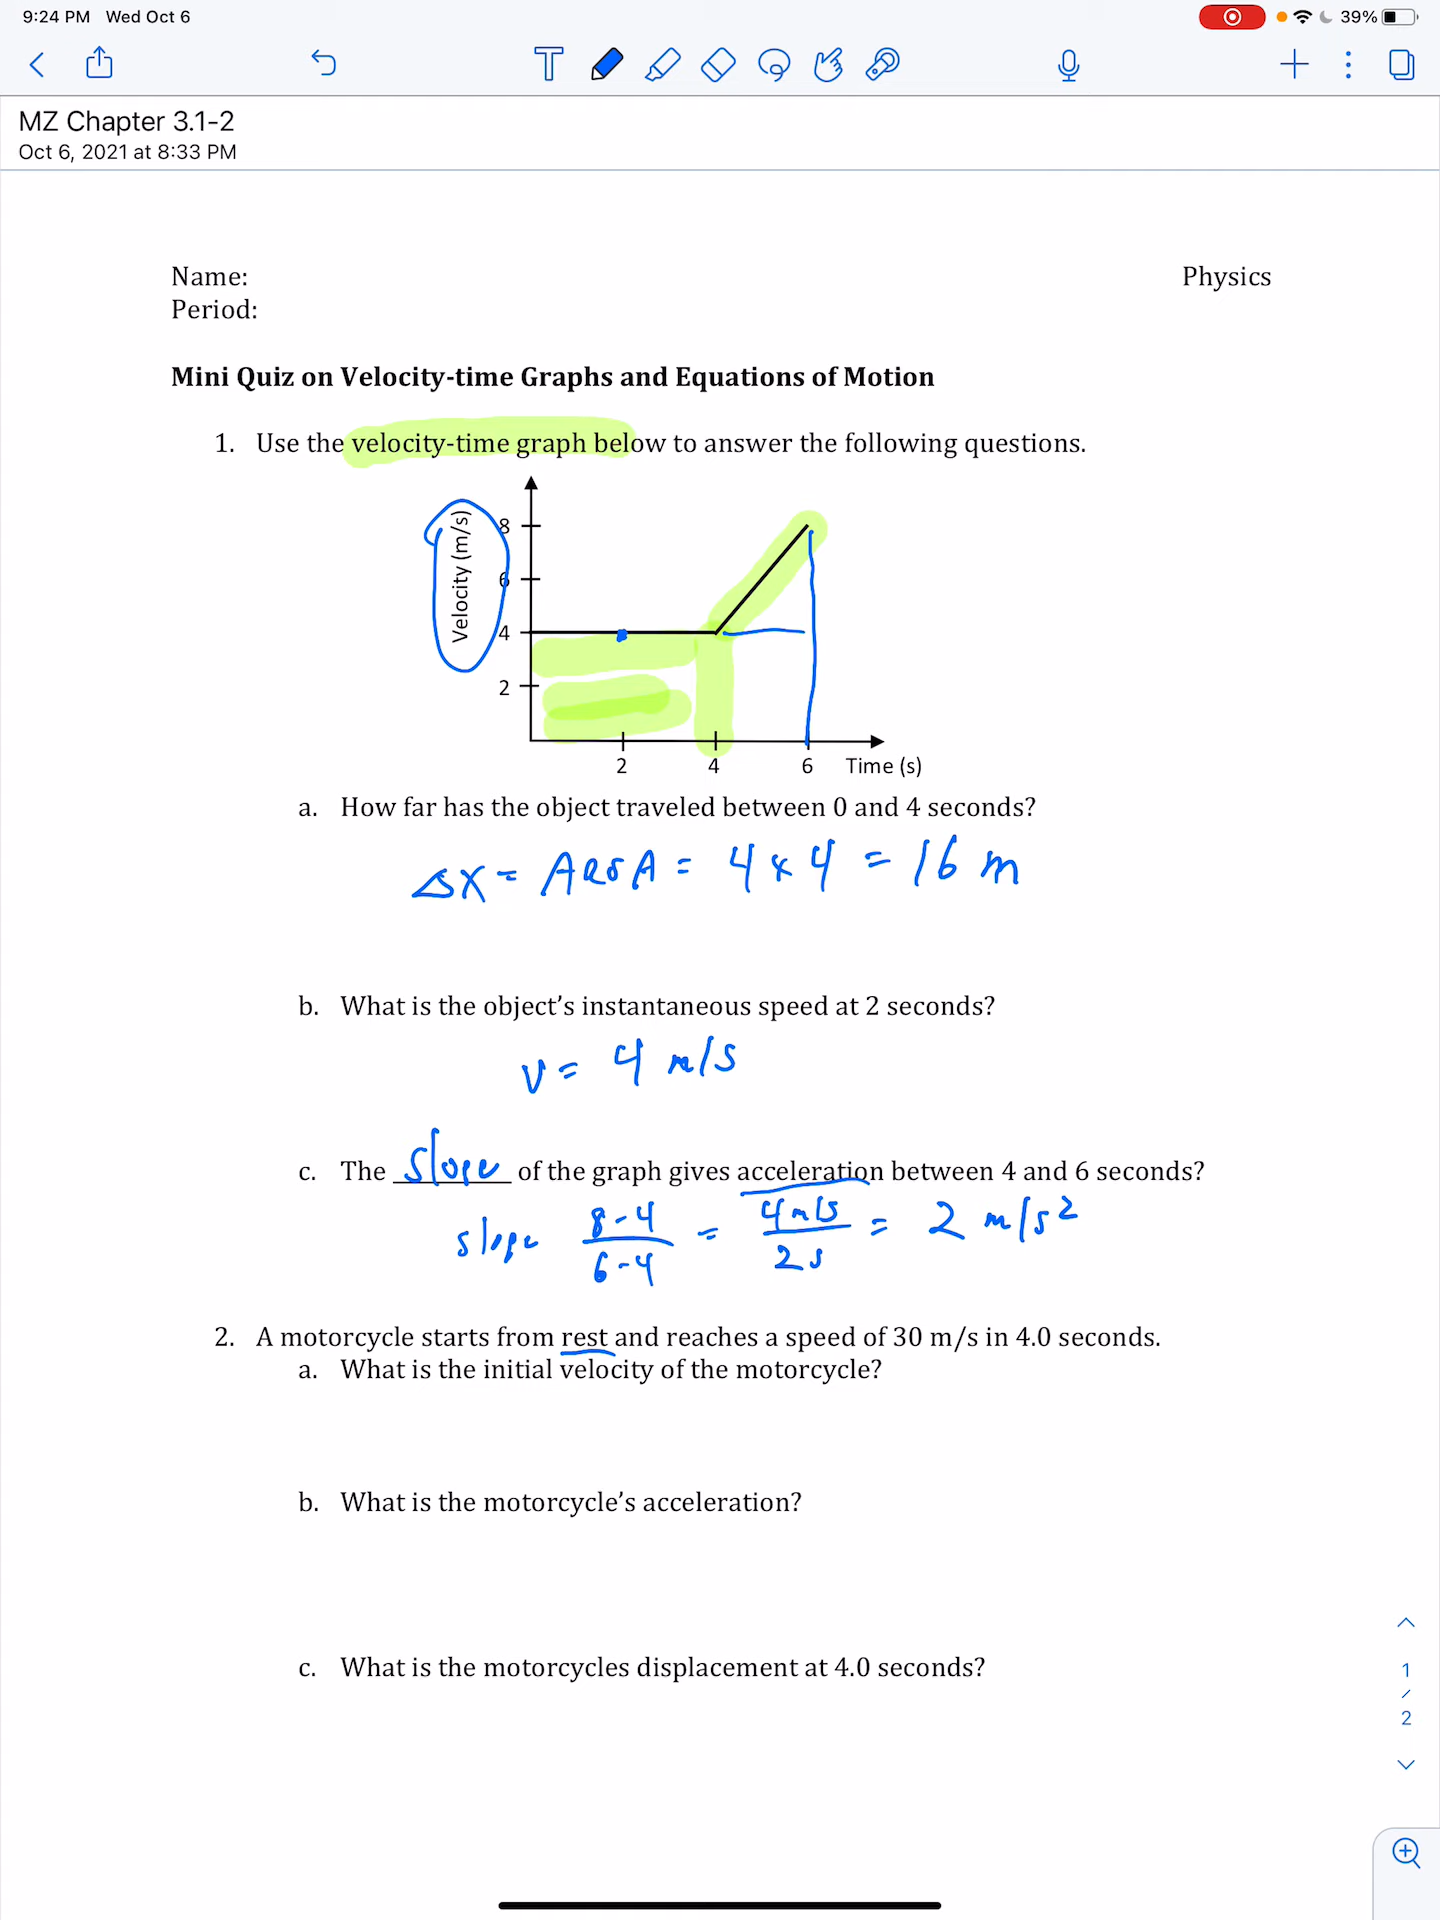 9:24 PM Wed Oct 6
39%
MZ Chapter 3.1-2
Oct 6, 2021 at 8:33 PM
Name:
Physics
Period:
Mini Quiz on Velocity-time Graphs and Equations of Motion
1. Use the velocity-time graph below to answer the following questions.
Velocity (m/s)
8
6
4
2
2 4 6 Time (s)
a. How far has the object traveled between 0 and 4 seconds?
ΔX = AREA = 4 x 4 = 16 m
b. What is the object's instantaneous speed at 2 seconds?
V = 4 m/s
c. The slope of the graph gives acceleration between 4 and 6 seconds?
slope 8-4 / 6-4 = 4 m/s / 2 s = 2 m/s²
2. A motorcycle starts from rest and reaches a speed of 30 m/s in 4.0 seconds.
a. What is the initial velocity of the motorcycle?
b. What is the motorcycle's acceleration?
c. What is the motorcycles displacement at 4.0 seconds?
1
/
2